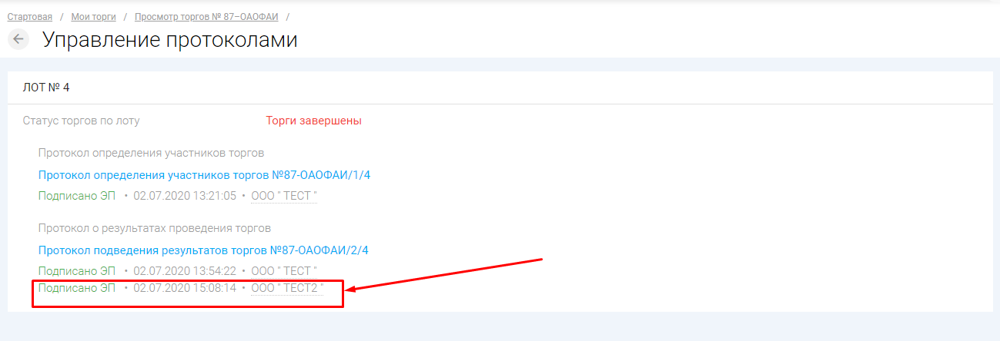 Стартовая / Мои торги / Просмотр торгов № 87–ОАОФАИ /
Управление протоколами
ЛОТ № 4
Статус торгов по лоту Торги завершены
Протокол определения участников торгов
Протокол определения участников торгов №87-ОАОФАИ/1/4
Подписано ЭП • 02.07.2020 13:21:05 • ООО " ТЕСТ "
Протокол о результатах проведения торгов
Протокол подведения результатов торгов №87-ОАОФАИ/2/4
Подписано ЭП • 02.07.2020 13:54:22 • ООО " ТЕСТ "
Подписано ЭП • 02.07.2020 15:08:14 • ООО " ТЕСТ2 "